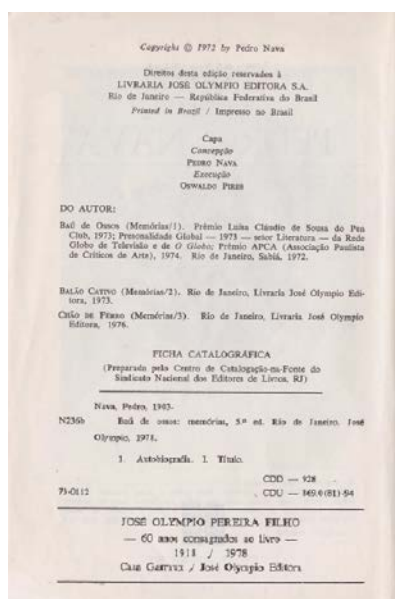 Copyright © 1972 by Pedro Nava
Direitos desta edição reservados à
LIVRARIA JOSÉ OLYMPIO EDITORA S.A.
Rio de Janeiro — República Federativa do Brasil
Printed in Brazil / Impresso no Brasil
Capa
Concepção
PEDRO NAVA
Execução
OSWALDO PIRES
DO AUTOR:
BAÚ DE OSSOS (Memórias/1). Prêmio Luisa Cláudio de Sousa do Pen
Club, 1973; Personalidade Global — 1973 — setor Literatura — da Rede
Globo de Televisão e de O Globo; Prêmio APCA (Associação Paulista
de Críticos de Arte), 1974. Rio de Janeiro, Sabiá, 1972.
BALÃO CATIVO (Memórias/2). Rio de Janeiro, Livraria José Olympio Edi-
tora, 1973.
CHÃO DE FERRO (Memórias/3). Rio de Janeiro, Livraria José Olympio
Editora, 1976.
FICHA CATALOGRÁFICA
(Preparada pelo Centro de Catalogação-na-Fonte do
Sindicato Nacional dos Editores de Livros, RJ)
Nava, Pedro, 1903-
N236b Baú de ossos: memórias, 5.ª ed. Rio de Janeiro. José
Olympio, 1978.
1. Autobiografia. I. Título.
CDD — 928
73-0112 CDU — 869.0(81)-94
JOSÉ OLYMPIO PEREIRA FILHO
— 60 anos consagrados ao livro —
1918 / 1978
Casa Garraux / José Olympio Editora